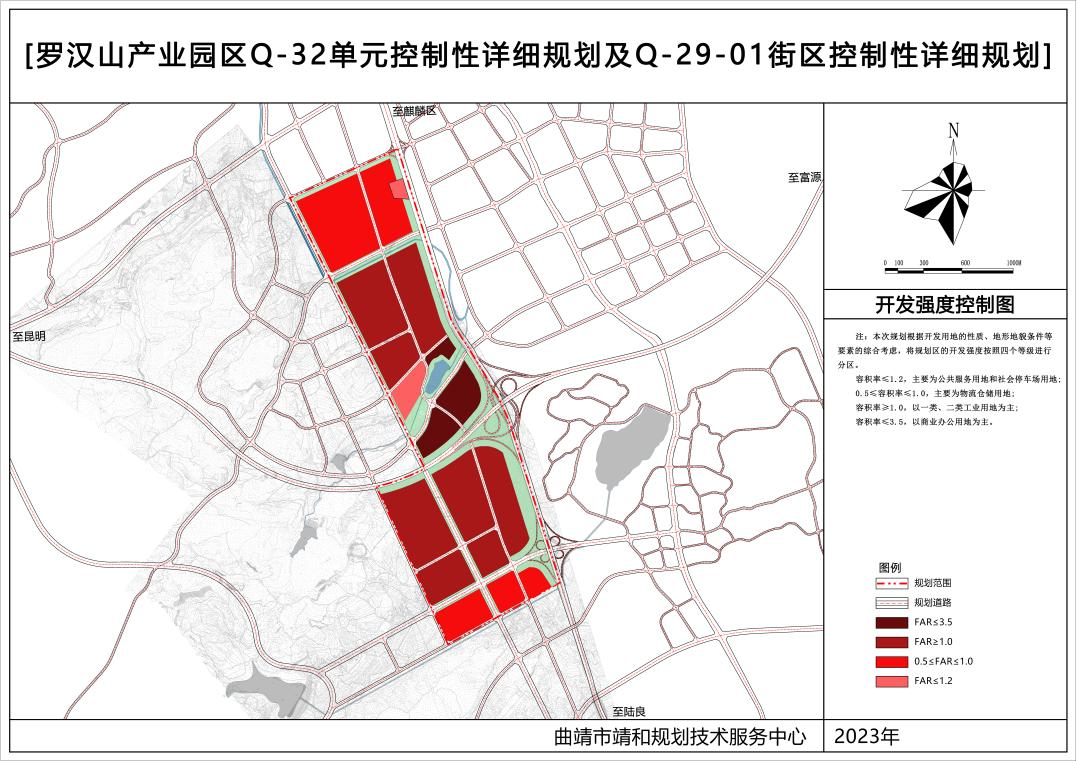 [罗汉山产业园区Q-32单元控制性详细规划及Q-29-01街区控制性详细规划]
至麒麟区
至富源
至昆明
至陆良
N
0 100 300 600 1000M
开发强度控制图
注：本次规划根据开发用地的性质、地形地貌条件等
要素的综合考虑，将规划区的开发强度按照四个等级进行
分区。
容积率≤1.2，主要为公共服务用地和社会停车场用地；
0.5≤容积率≤1.0，主要为物流仓储用地；
容积率≥1.0，以一类、二类工业用地为主；
容积率≤3.5，以商业办公用地为主。
图例
规划范围
规划道路
FAR≤3.5
FAR≥1.0
0.5≤FAR≤1.0
FAR≤1.2
曲靖市靖和规划技术服务中心
2023年